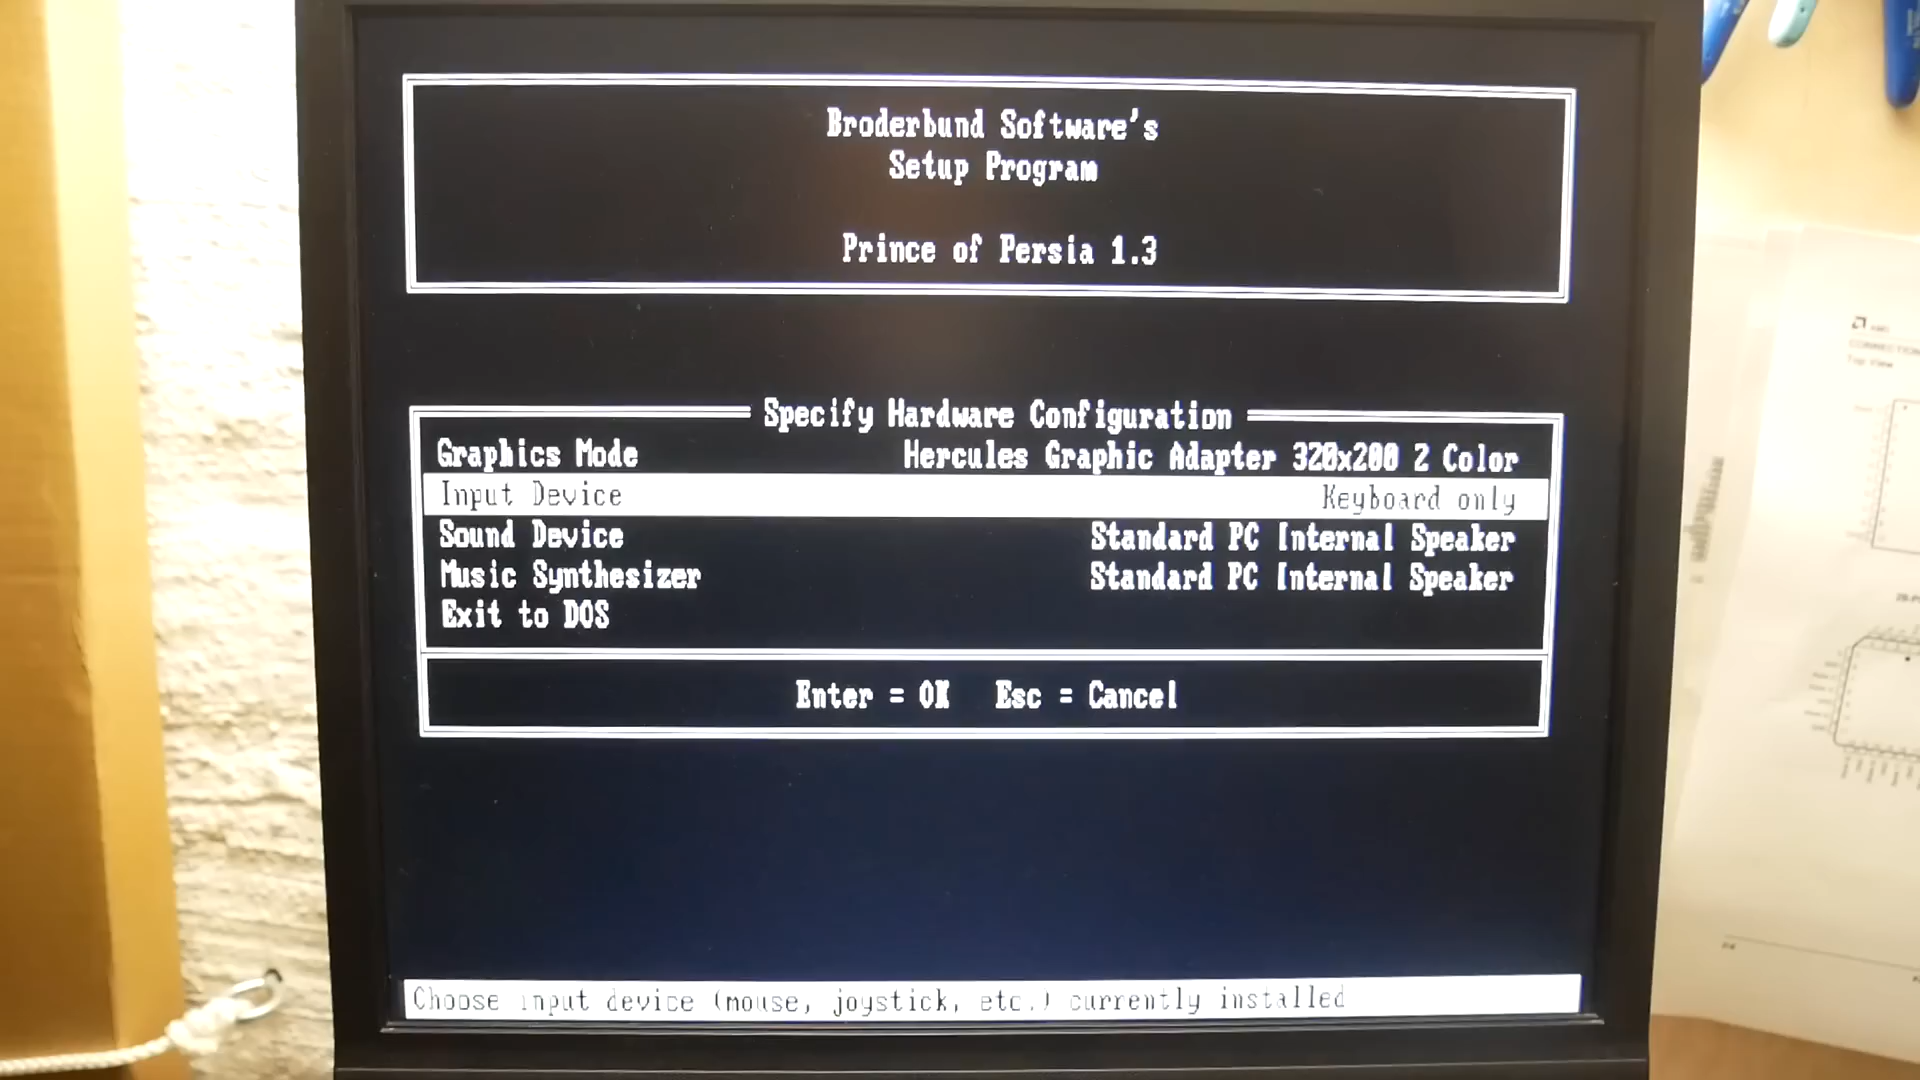 Broderbund Software's
Setup Program
Prince of Persia 1.3
Specify Hardware Configuration
Graphics Mode Hercules Graphic Adapter 320x200 2 Color
Input Device Keyboard only
Sound Device Standard PC Internal Speaker
Music Synthesizer Standard PC Internal Speaker
Exit to DOS
Enter = OK Esc = Cancel
Choose input device (mouse, joystick, etc.) currently installed
Top View